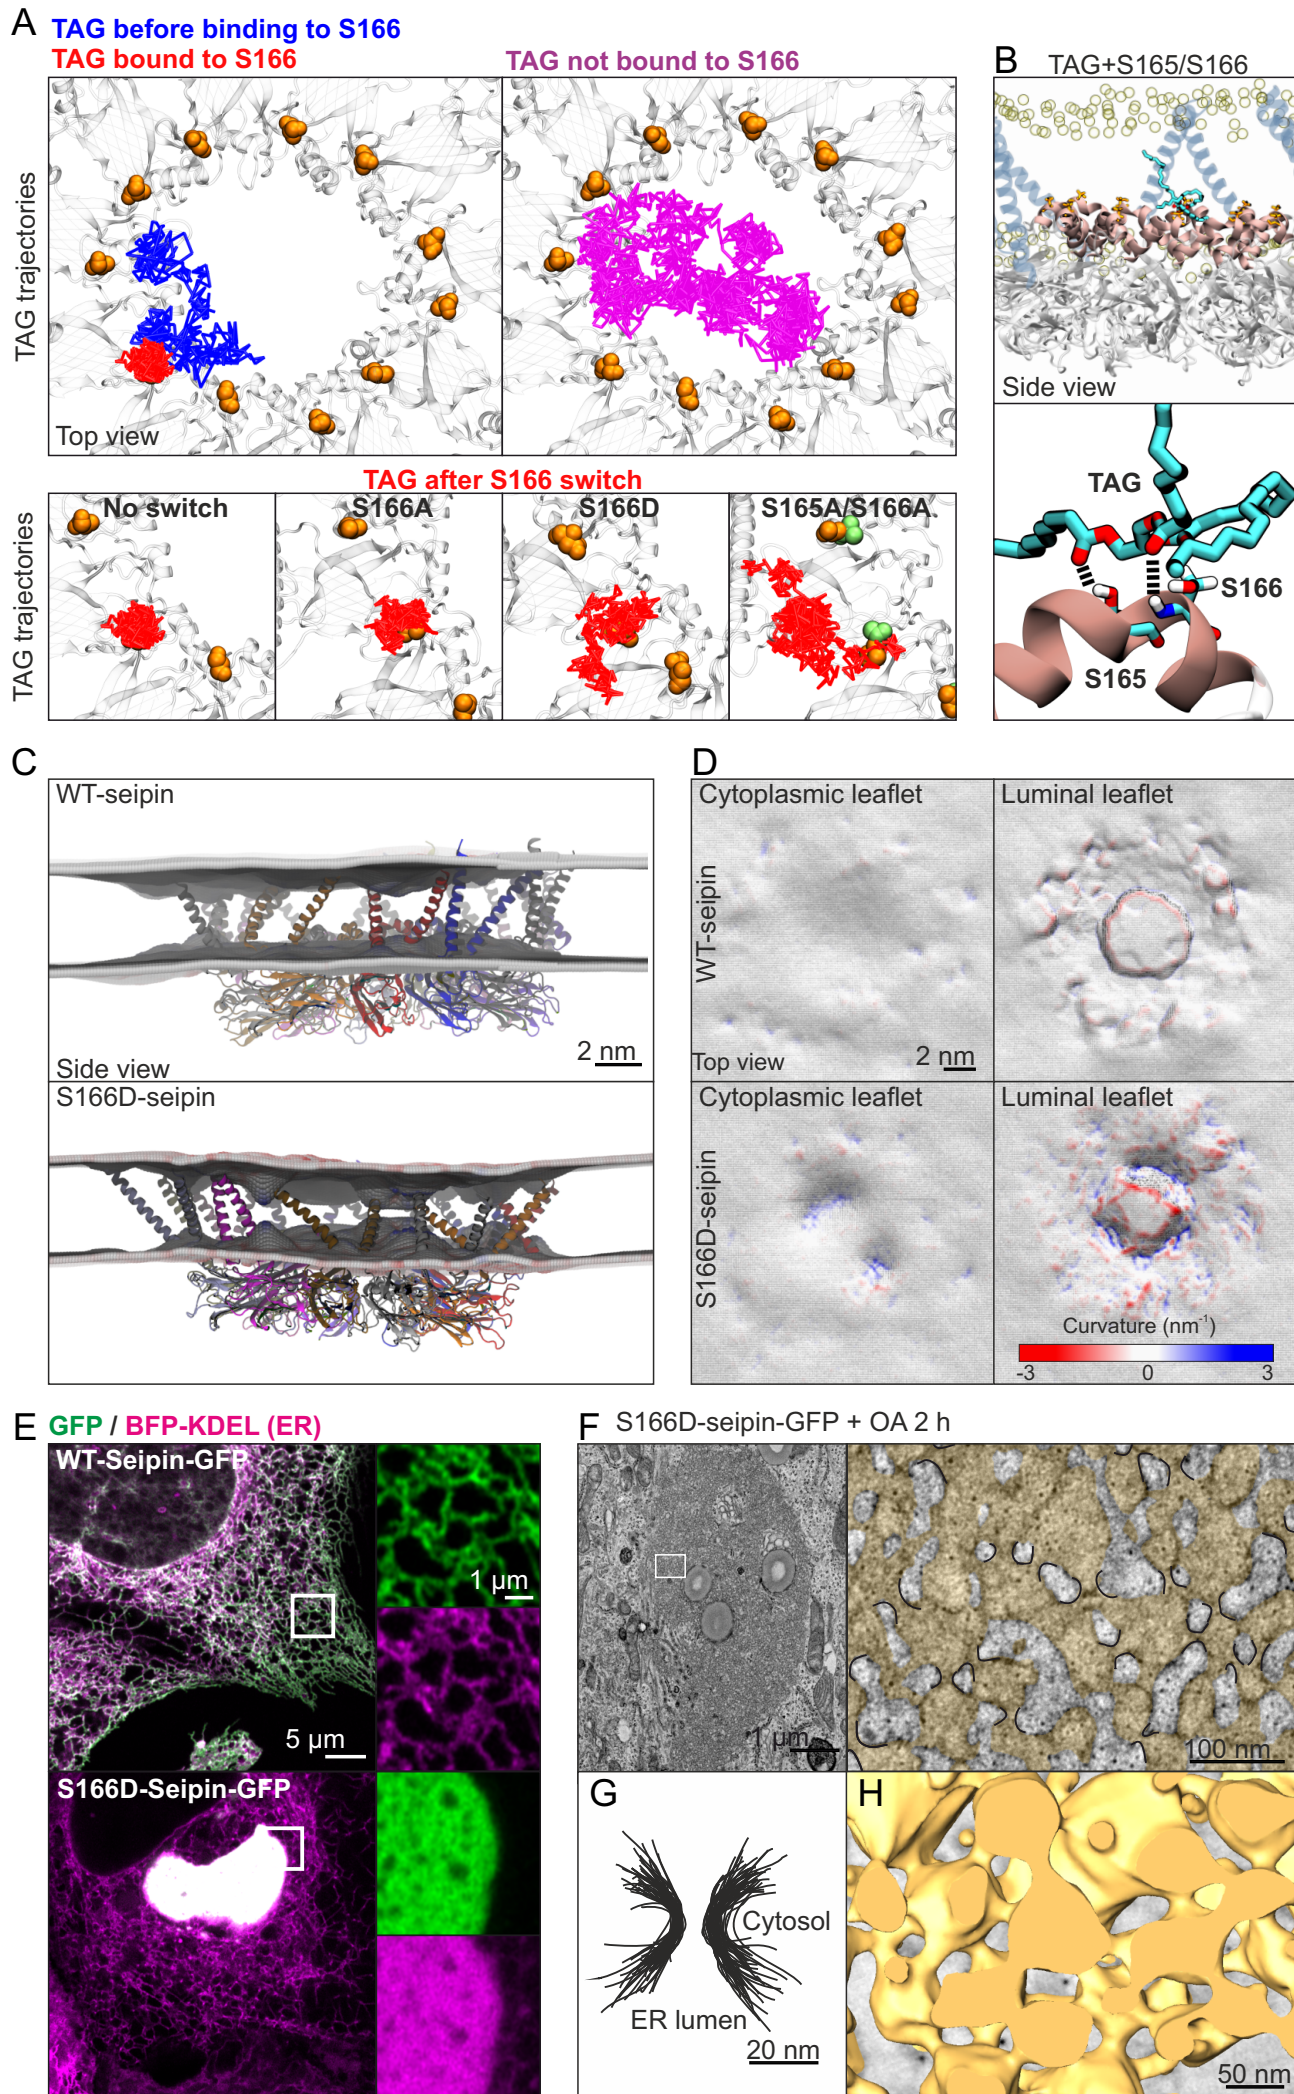 A
TAG before binding to S166
TAG bound to S166
TAG not bound to S166
TAG trajectories
Top view
TAG after S166 switch
TAG trajectories
No switch
S166A
S166D
S165A/S166A
B
TAG+S165/S166
Side view
TAG
S166
S165
C
WT-seipin
Side view
2 nm
S166D-seipin
D
Cytoplasmic leaflet
Luminal leaflet
WT-seipin
Top view
2 nm
Cytoplasmic leaflet
Luminal leaflet
S166D-seipin
Curvature (nm-1)
-3 0 3
E
GFP / BFP-KDEL (ER)
WT-Seipin-GFP
5 µm
1 µm
S166D-Seipin-GFP
F
S166D-seipin-GFP + OA 2 h
1 µm
100 nm
G
Cytosol
ER lumen
20 nm
H
50 nm